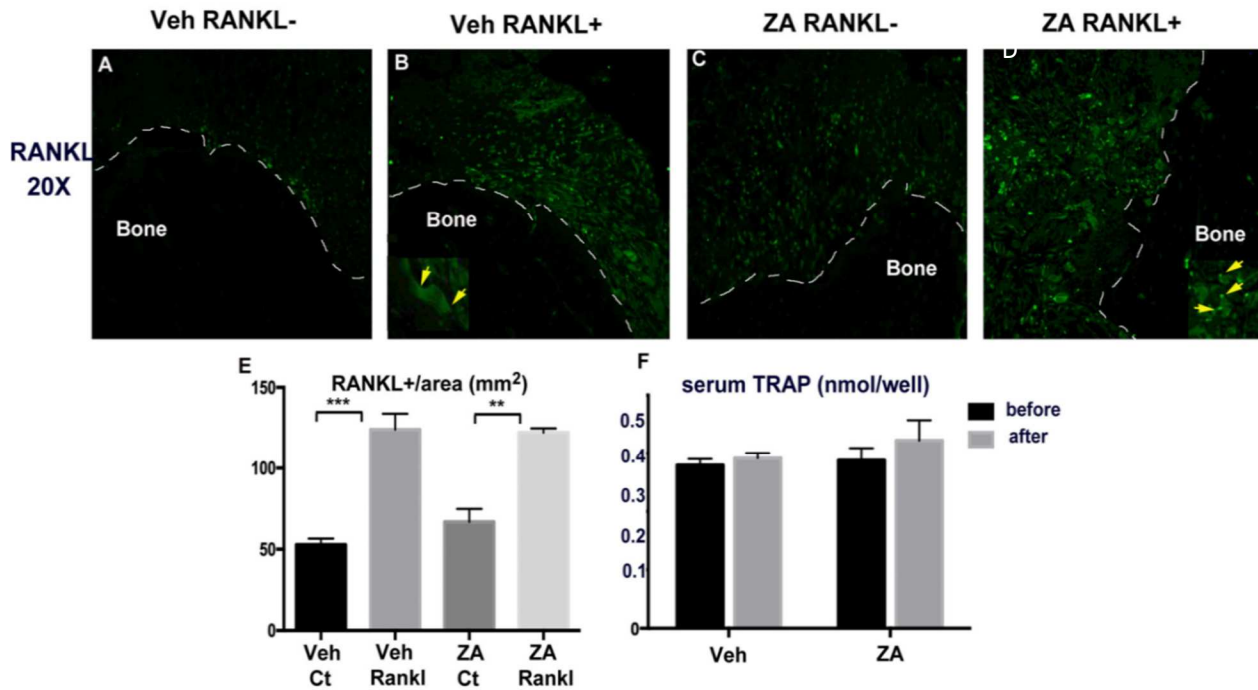 Veh RANKL- Veh RANKL+ ZA RANKL- ZA RANKL+
A B C D
RANKL
20X
Bone Bone Bone Bone
E F
RANKL+/area (mm²)
*** **
150
100
50
0
Veh Veh ZA ZA
Ct Rankl Ct Rankl
serum TRAP (nmol/well)
0.5
0.4
0.3
0.2
0.1
0
Veh ZA
before
after